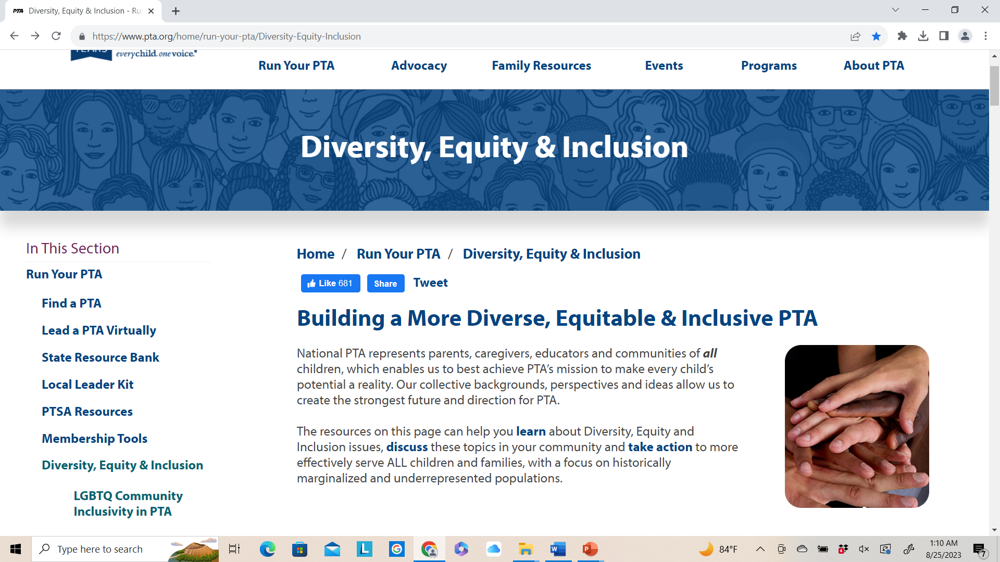 PTA Diversity, Equity & Inclusion - Ru
https://www.pta.org/home/run-your-pta/Diversity-Equity-Inclusion
everychild.onevoice.®
Run Your PTA Advocacy Family Resources Events Programs About PTA
Diversity, Equity & Inclusion
In This Section
Run Your PTA
Find a PTA
Lead a PTA Virtually
State Resource Bank
Local Leader Kit
PTSA Resources
Membership Tools
Diversity, Equity & Inclusion
LGBTQ Community
Inclusivity in PTA
Home / Run Your PTA / Diversity, Equity & Inclusion
Like 681 Share Tweet
Building a More Diverse, Equitable & Inclusive PTA
National PTA represents parents, caregivers, educators and communities of all
children, which enables us to best achieve PTA’s mission to make every child’s
potential a reality. Our collective backgrounds, perspectives and ideas allow us to
create the strongest future and direction for PTA.
The resources on this page can help you learn about Diversity, Equity and
Inclusion issues, discuss these topics in your community and take action to more
effectively serve ALL children and families, with a focus on historically
marginalized and underrepresented populations.
Type here to search
L
G
W
P
84°F
4
1:10 AM
8/25/2023
7